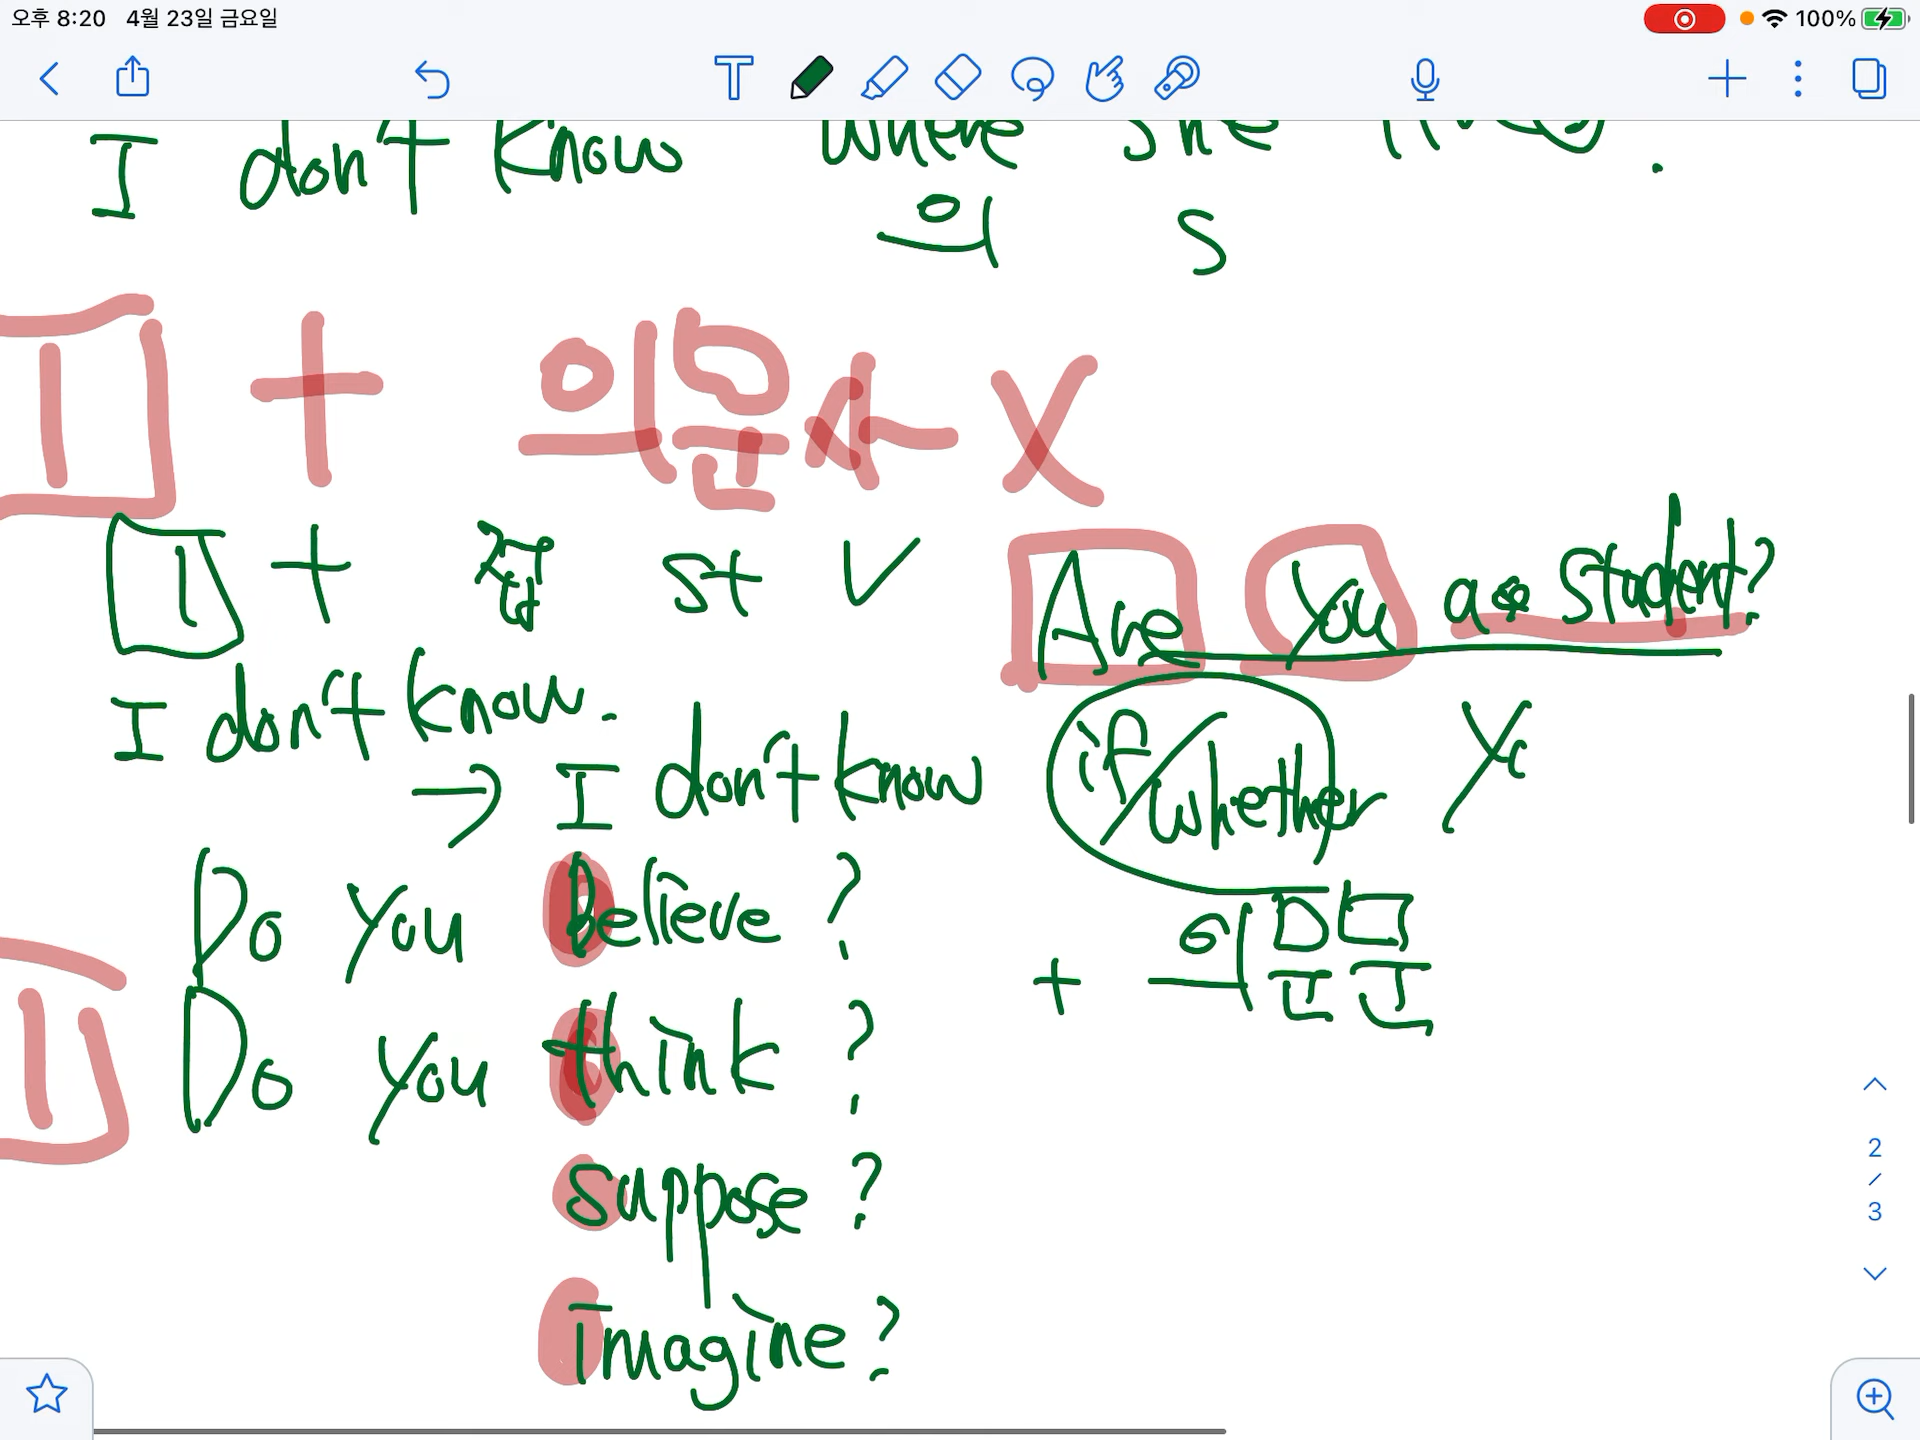 오후 8:20 4월 23일 금요일 100%
I don't know where she
의 S
1 + 의문사 X
1 + 접 st V Are you a student?
I don't know.
→ I don't know if/whether
Do you believe?
+ 의문문
Do you think?
suppose?
imagine?
2
/
3